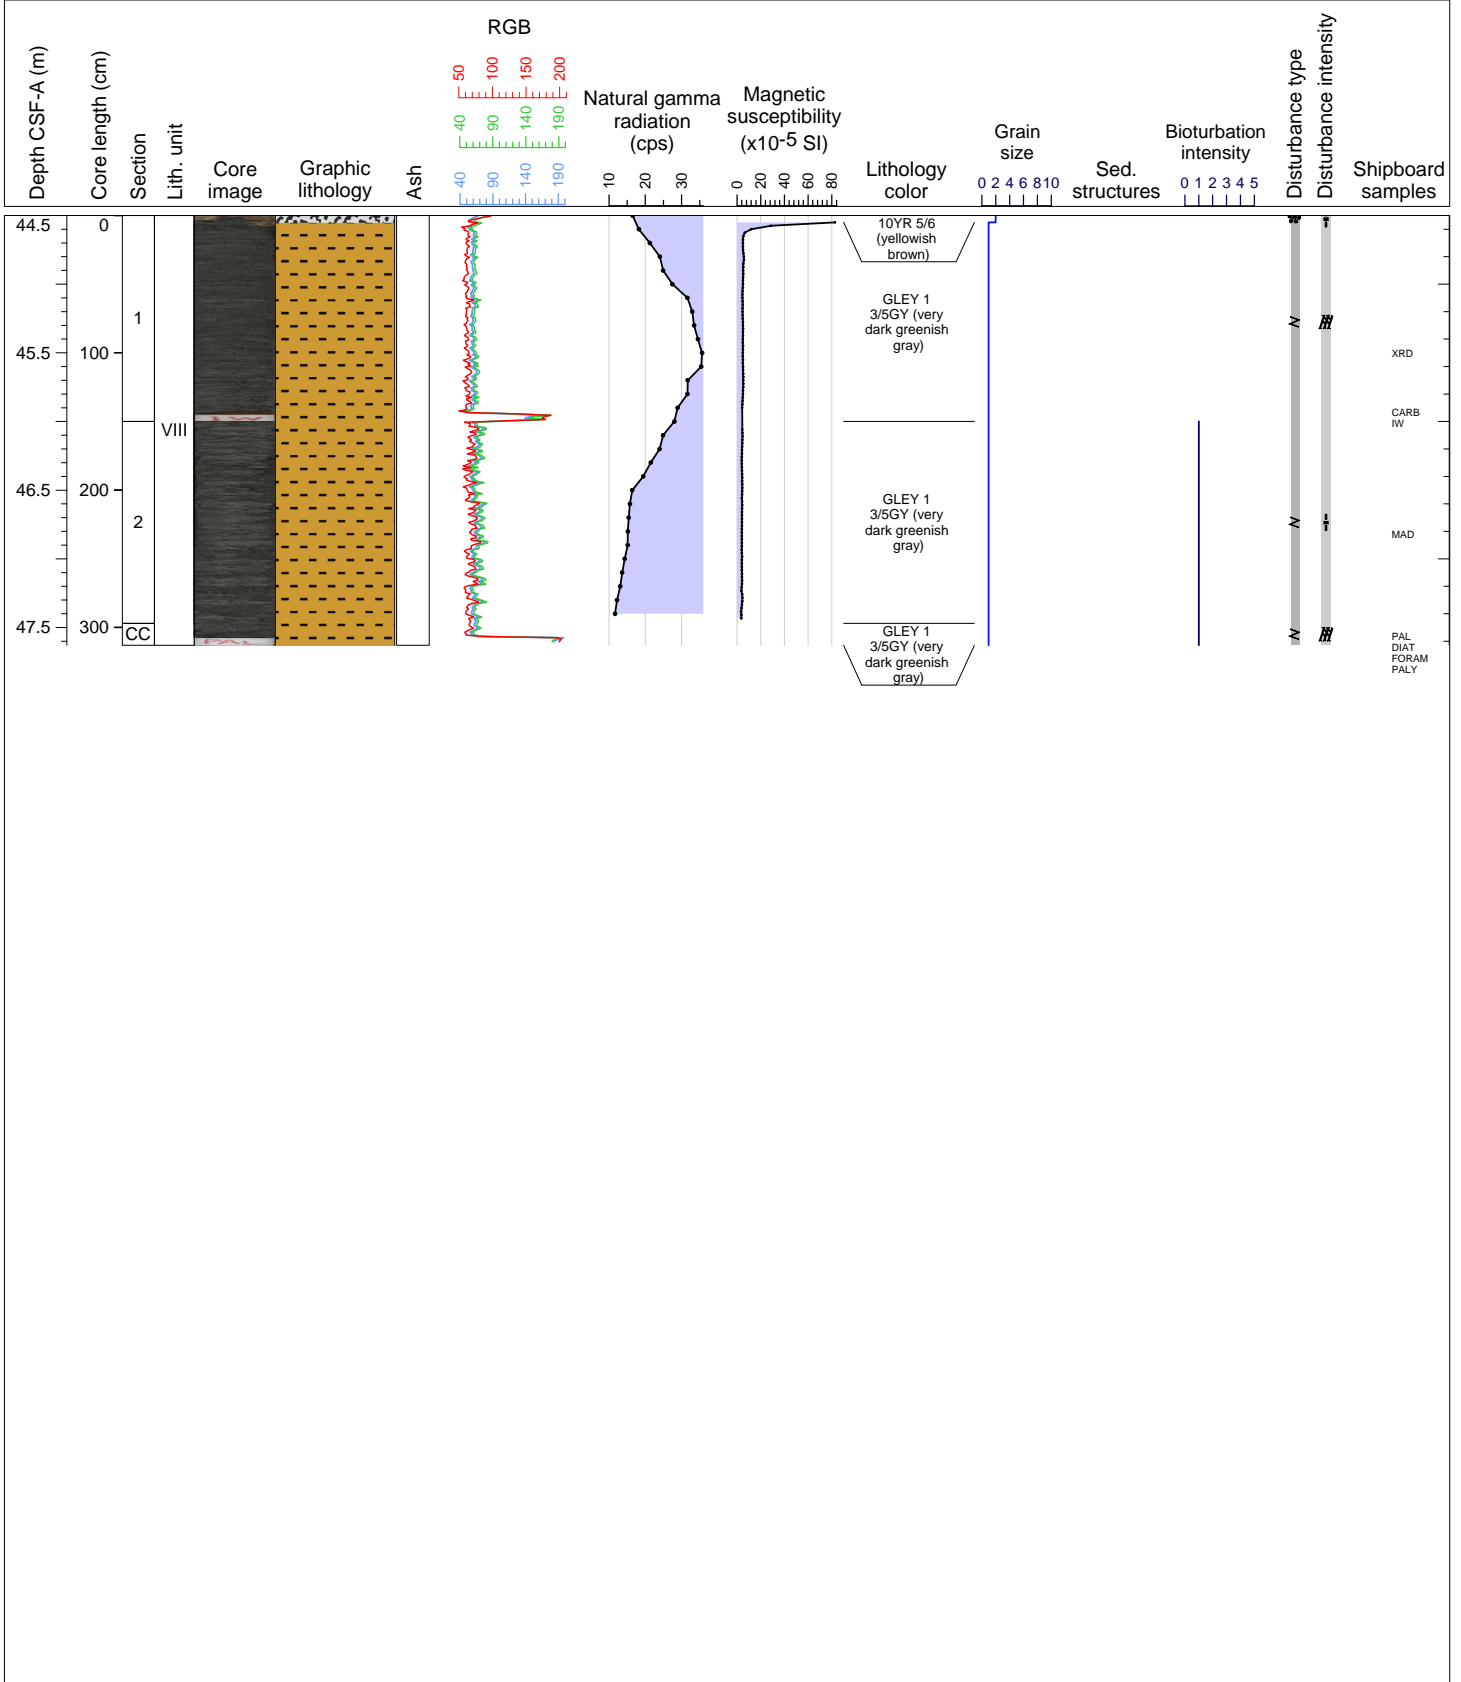 Depth CSF-A (m)
Core length (cm)
Section
Lith. unit
Core
image
Graphic
lithology
Ash
RGB
50 100 150 200
40 90 140 190
40 90 140 190
Natural gamma
radiation
(cps)
10 20 30
Magnetic
susceptibility
(x10-5 SI)
0 20 40 60 80
Lithology
color
Grain
size
0 2 4 6 8 10
Sed.
structures
Bioturbation
intensity
0 1 2 3 4 5
Disturbance type
Disturbance intensity
Shipboard
samples
44.5
45.5
46.5
47.5
0
100
200
300
1
2
CC
VIII
IW
PAL
10YR 5/6
(yellowish
brown)
GLEY 1
3/5GY (very
dark greenish
gray)
GLEY 1
3/5GY (very
dark greenish
gray)
GLEY 1
3/5GY (very
dark greenish
gray)
XRD
CARB
IW
MAD
PAL
DIAT
FORAM
PALY